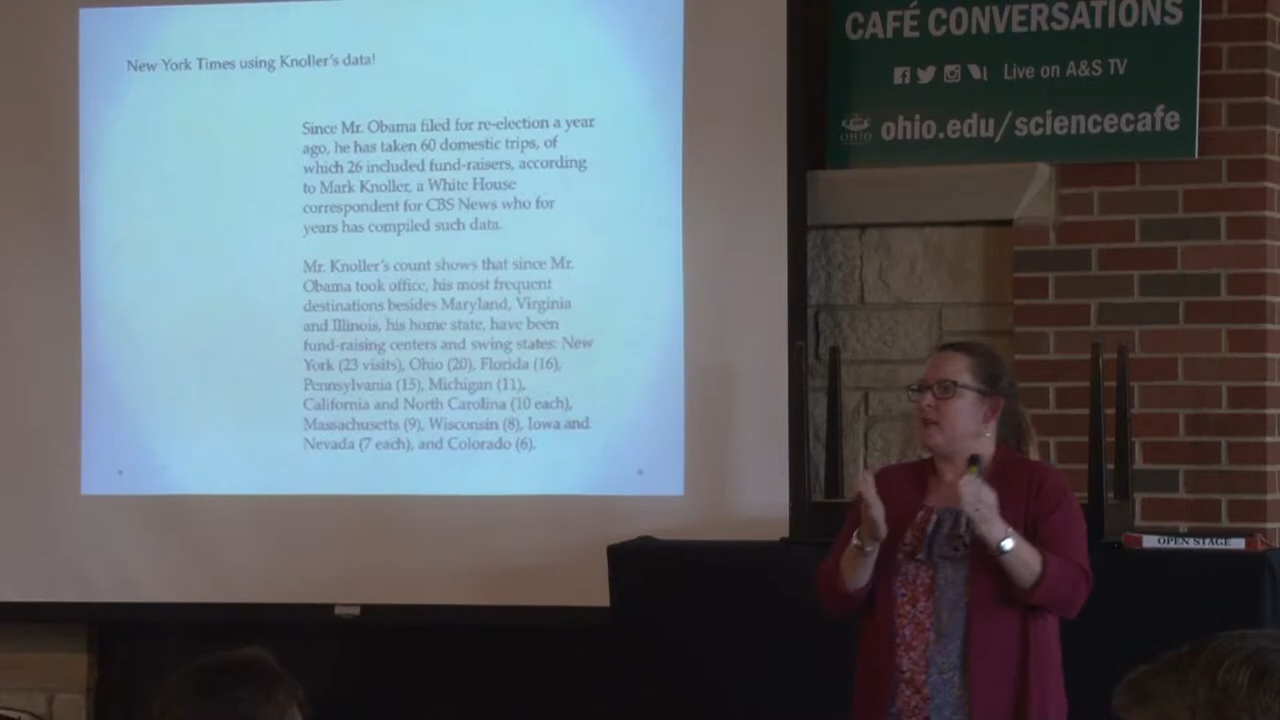 New York Times using Knoller's data!
Since Mr. Obama filed for re-election a year
ago, he has taken 60 domestic trips, of
which 26 included fund-raisers, according
to Mark Knoller, a White House
correspondent for CBS News who for
years has compiled such data.
Mr. Knoller's count shows that since Mr.
Obama took office, his most frequent
destinations besides Maryland, Virginia
and Illinois, his home state, have been
fund-raising centers and swing states: New
York (23 visits), Ohio (20), Florida (16),
Pennsylvania (15), Michigan (11),
California and North Carolina (10 each),
Massachusetts (9), Wisconsin (8), Iowa and
Nevada (7 each), and Colorado (6).
CAFÉ CONVERSATIONS
Live on A&S TV
OHIO
ohio.edu/sciencecafe
OPEN STAGE